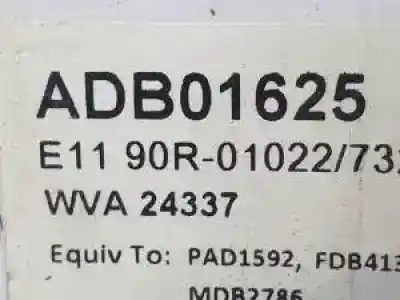 ADB01625
E11 90R-01022/73
WVA 24337
Equiv To: PAD1592, FDB413
MDB2786